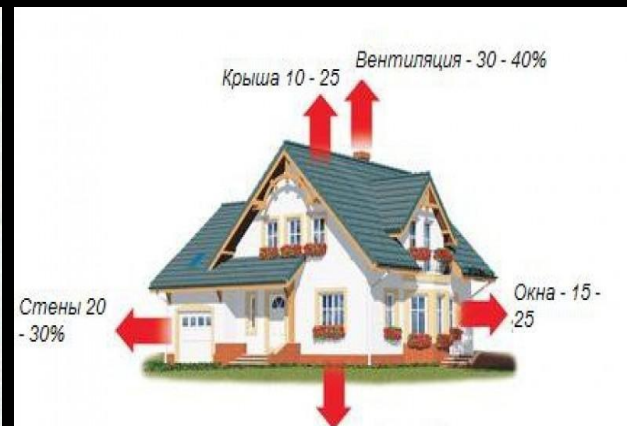 Вентиляция - 30 - 40%
Крыша 10 - 25
Окна - 15 -
25
Стены 20
- 30%